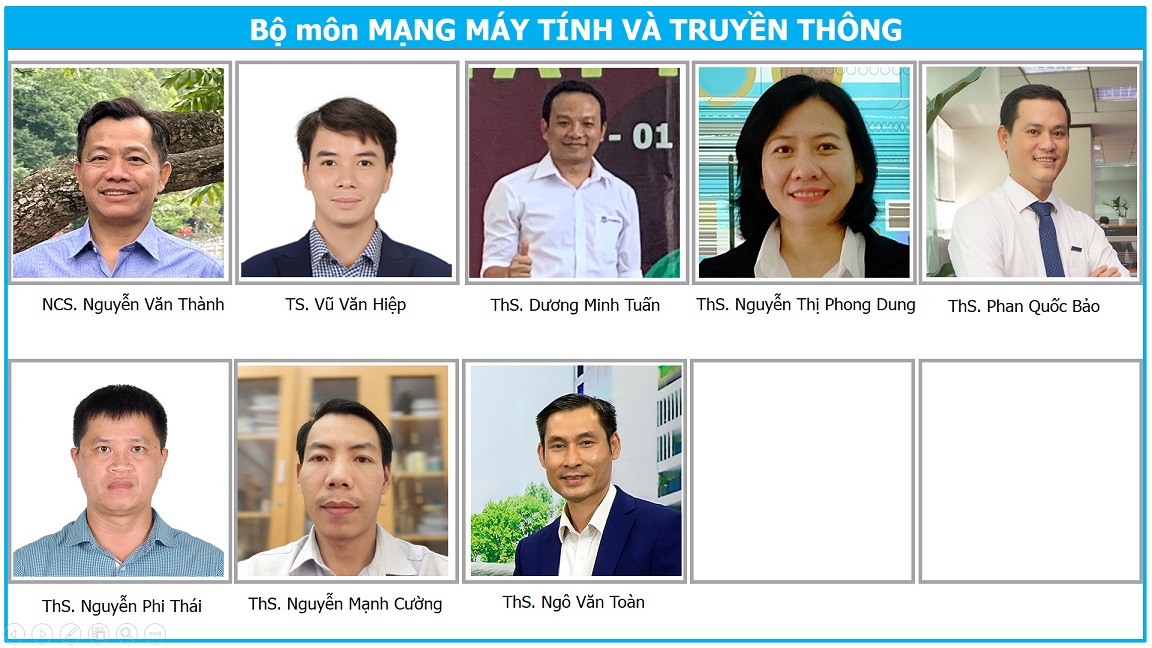 Bộ môn MẠNG MÁY TÍNH VÀ TRUYỀN THÔNG
- 01
NCS. Nguyễn Văn Thành
TS. Vũ Văn Hiệp
ThS. Dương Minh Tuấn
ThS. Nguyễn Thị Phong Dung
ThS. Phan Quốc Bảo
ThS. Nguyễn Phi Thái
ThS. Nguyễn Mạnh Cường
ThS. Ngô Văn Toàn